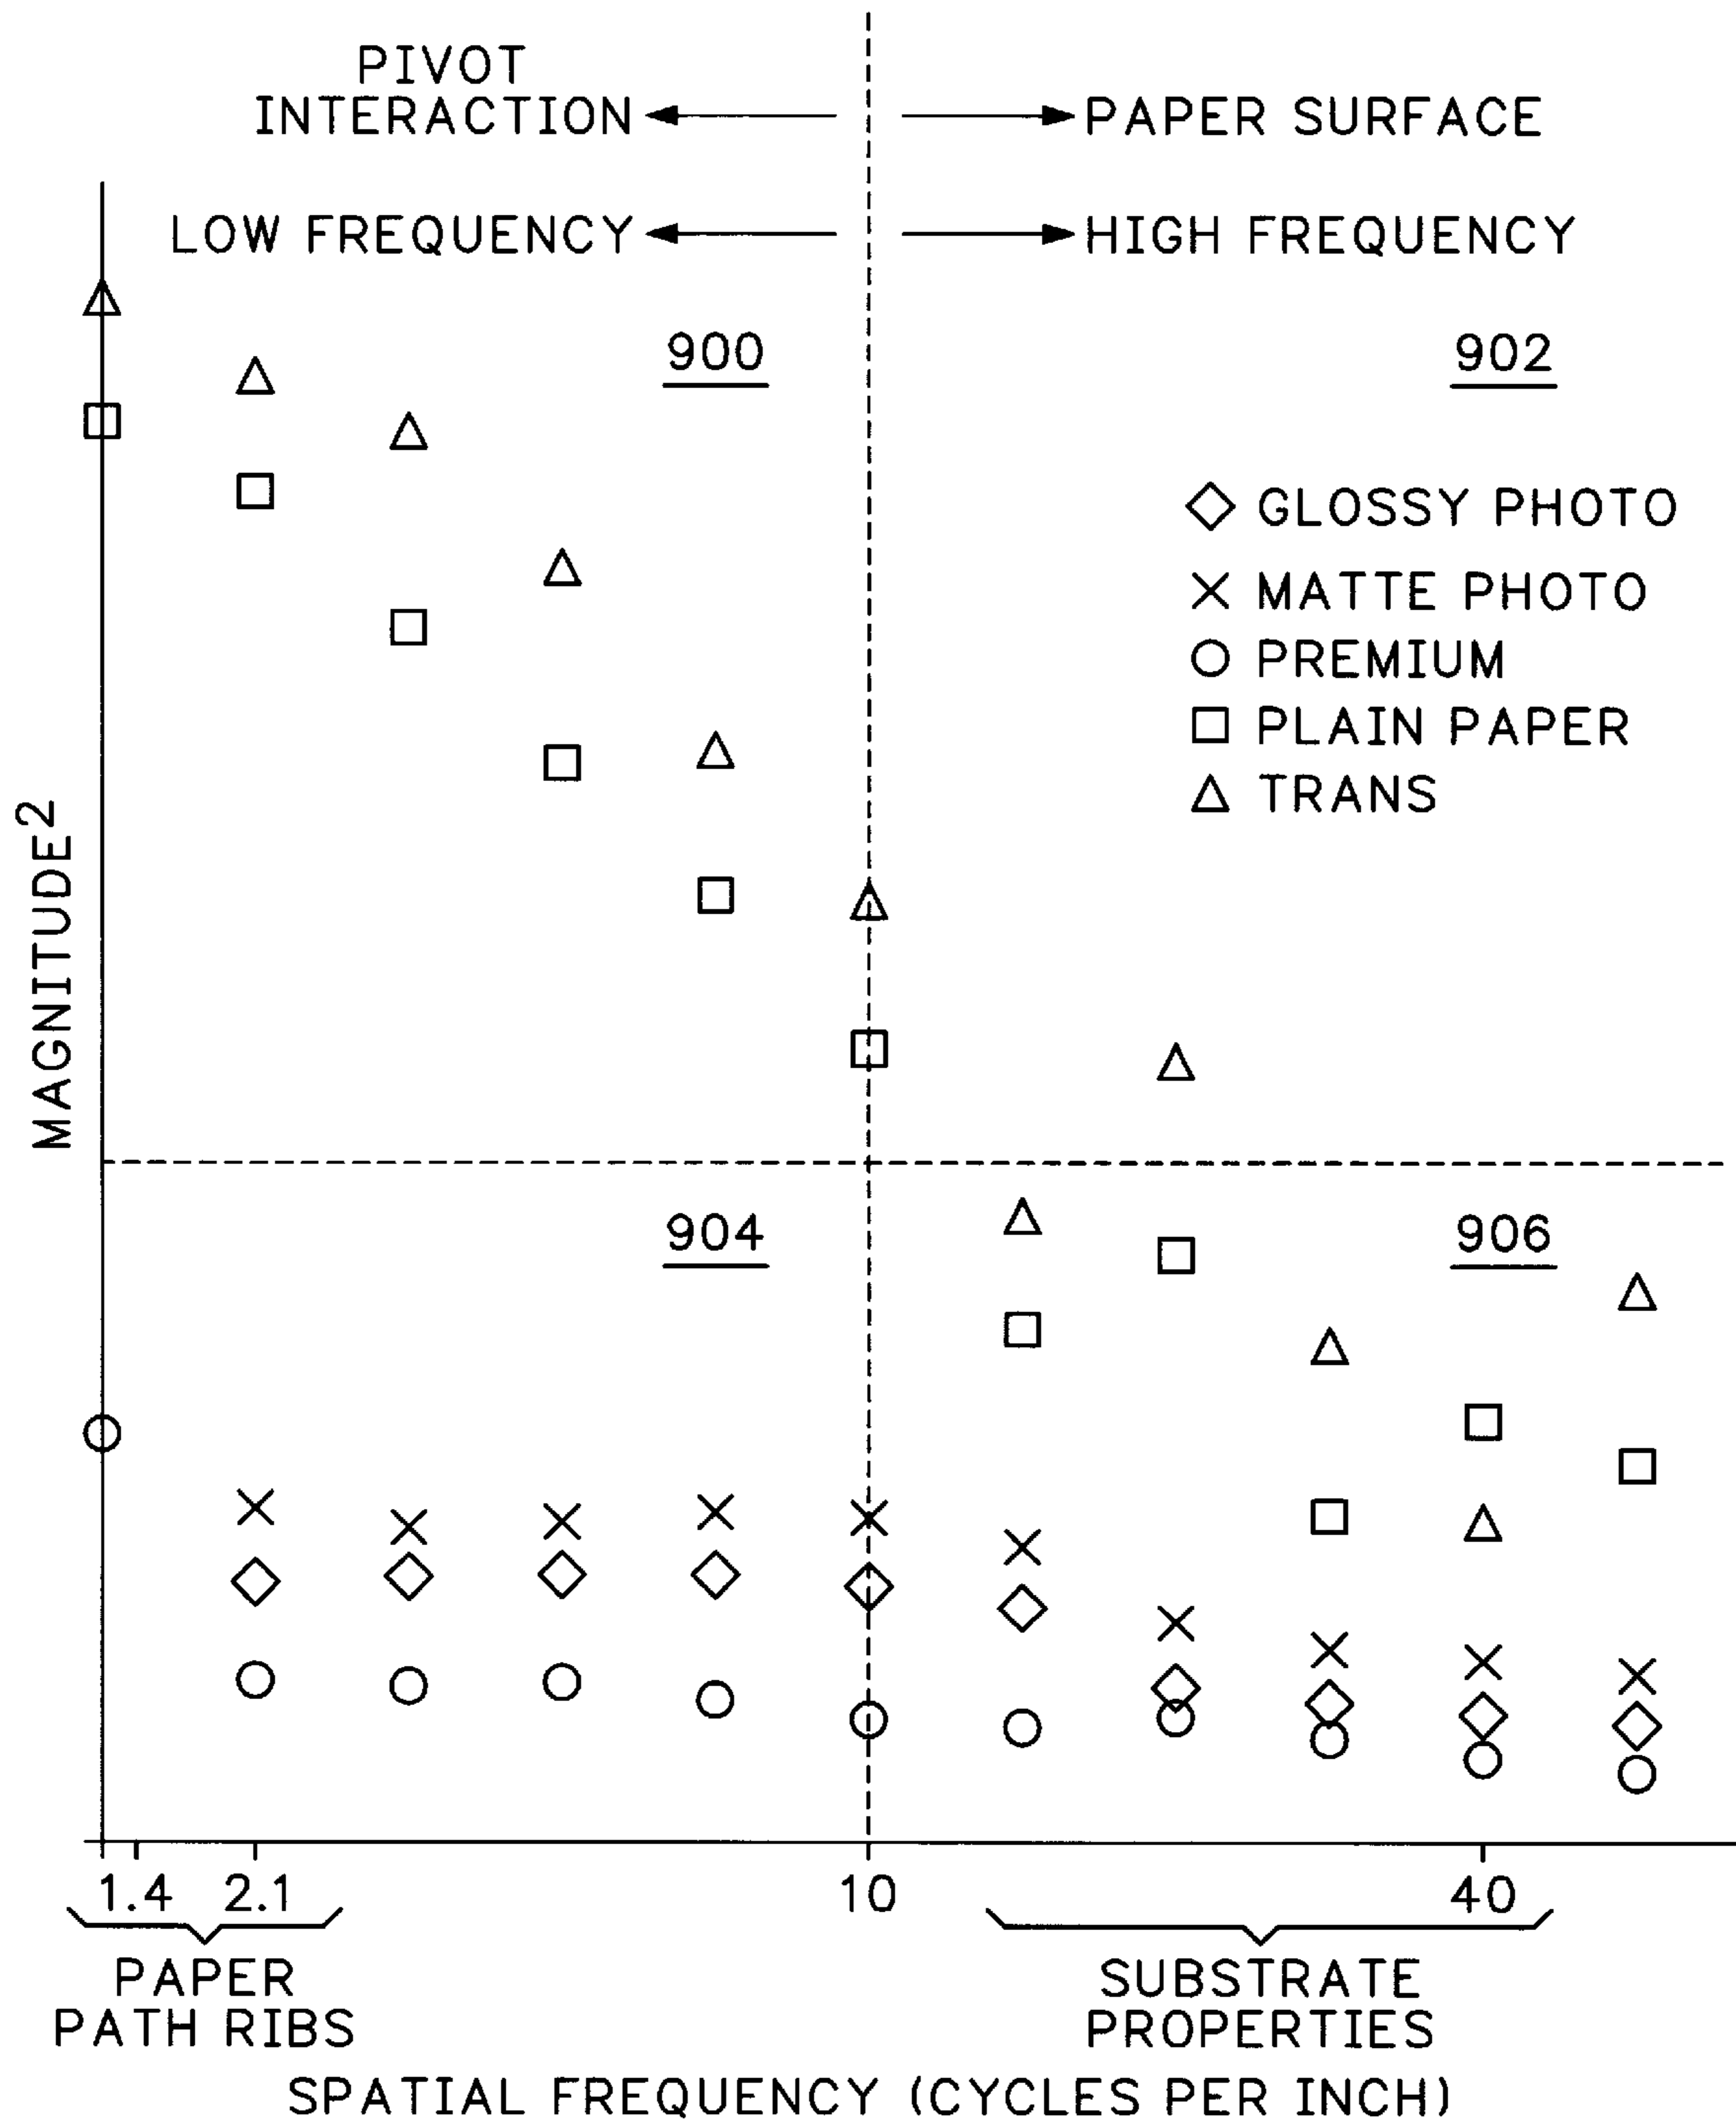 PIVOT
INTERACTION
PAPER SURFACE
LOW FREQUENCY
HIGH FREQUENCY
900
902
GLOSSY PHOTO
MATTE PHOTO
PREMIUM
PLAIN PAPER
TRANS
MAGNITUDE2
904
906
1.4
2.1
10
40
PAPER
PATH RIBS
SUBSTRATE
PROPERTIES
SPATIAL FREQUENCY (CYCLES PER INCH)